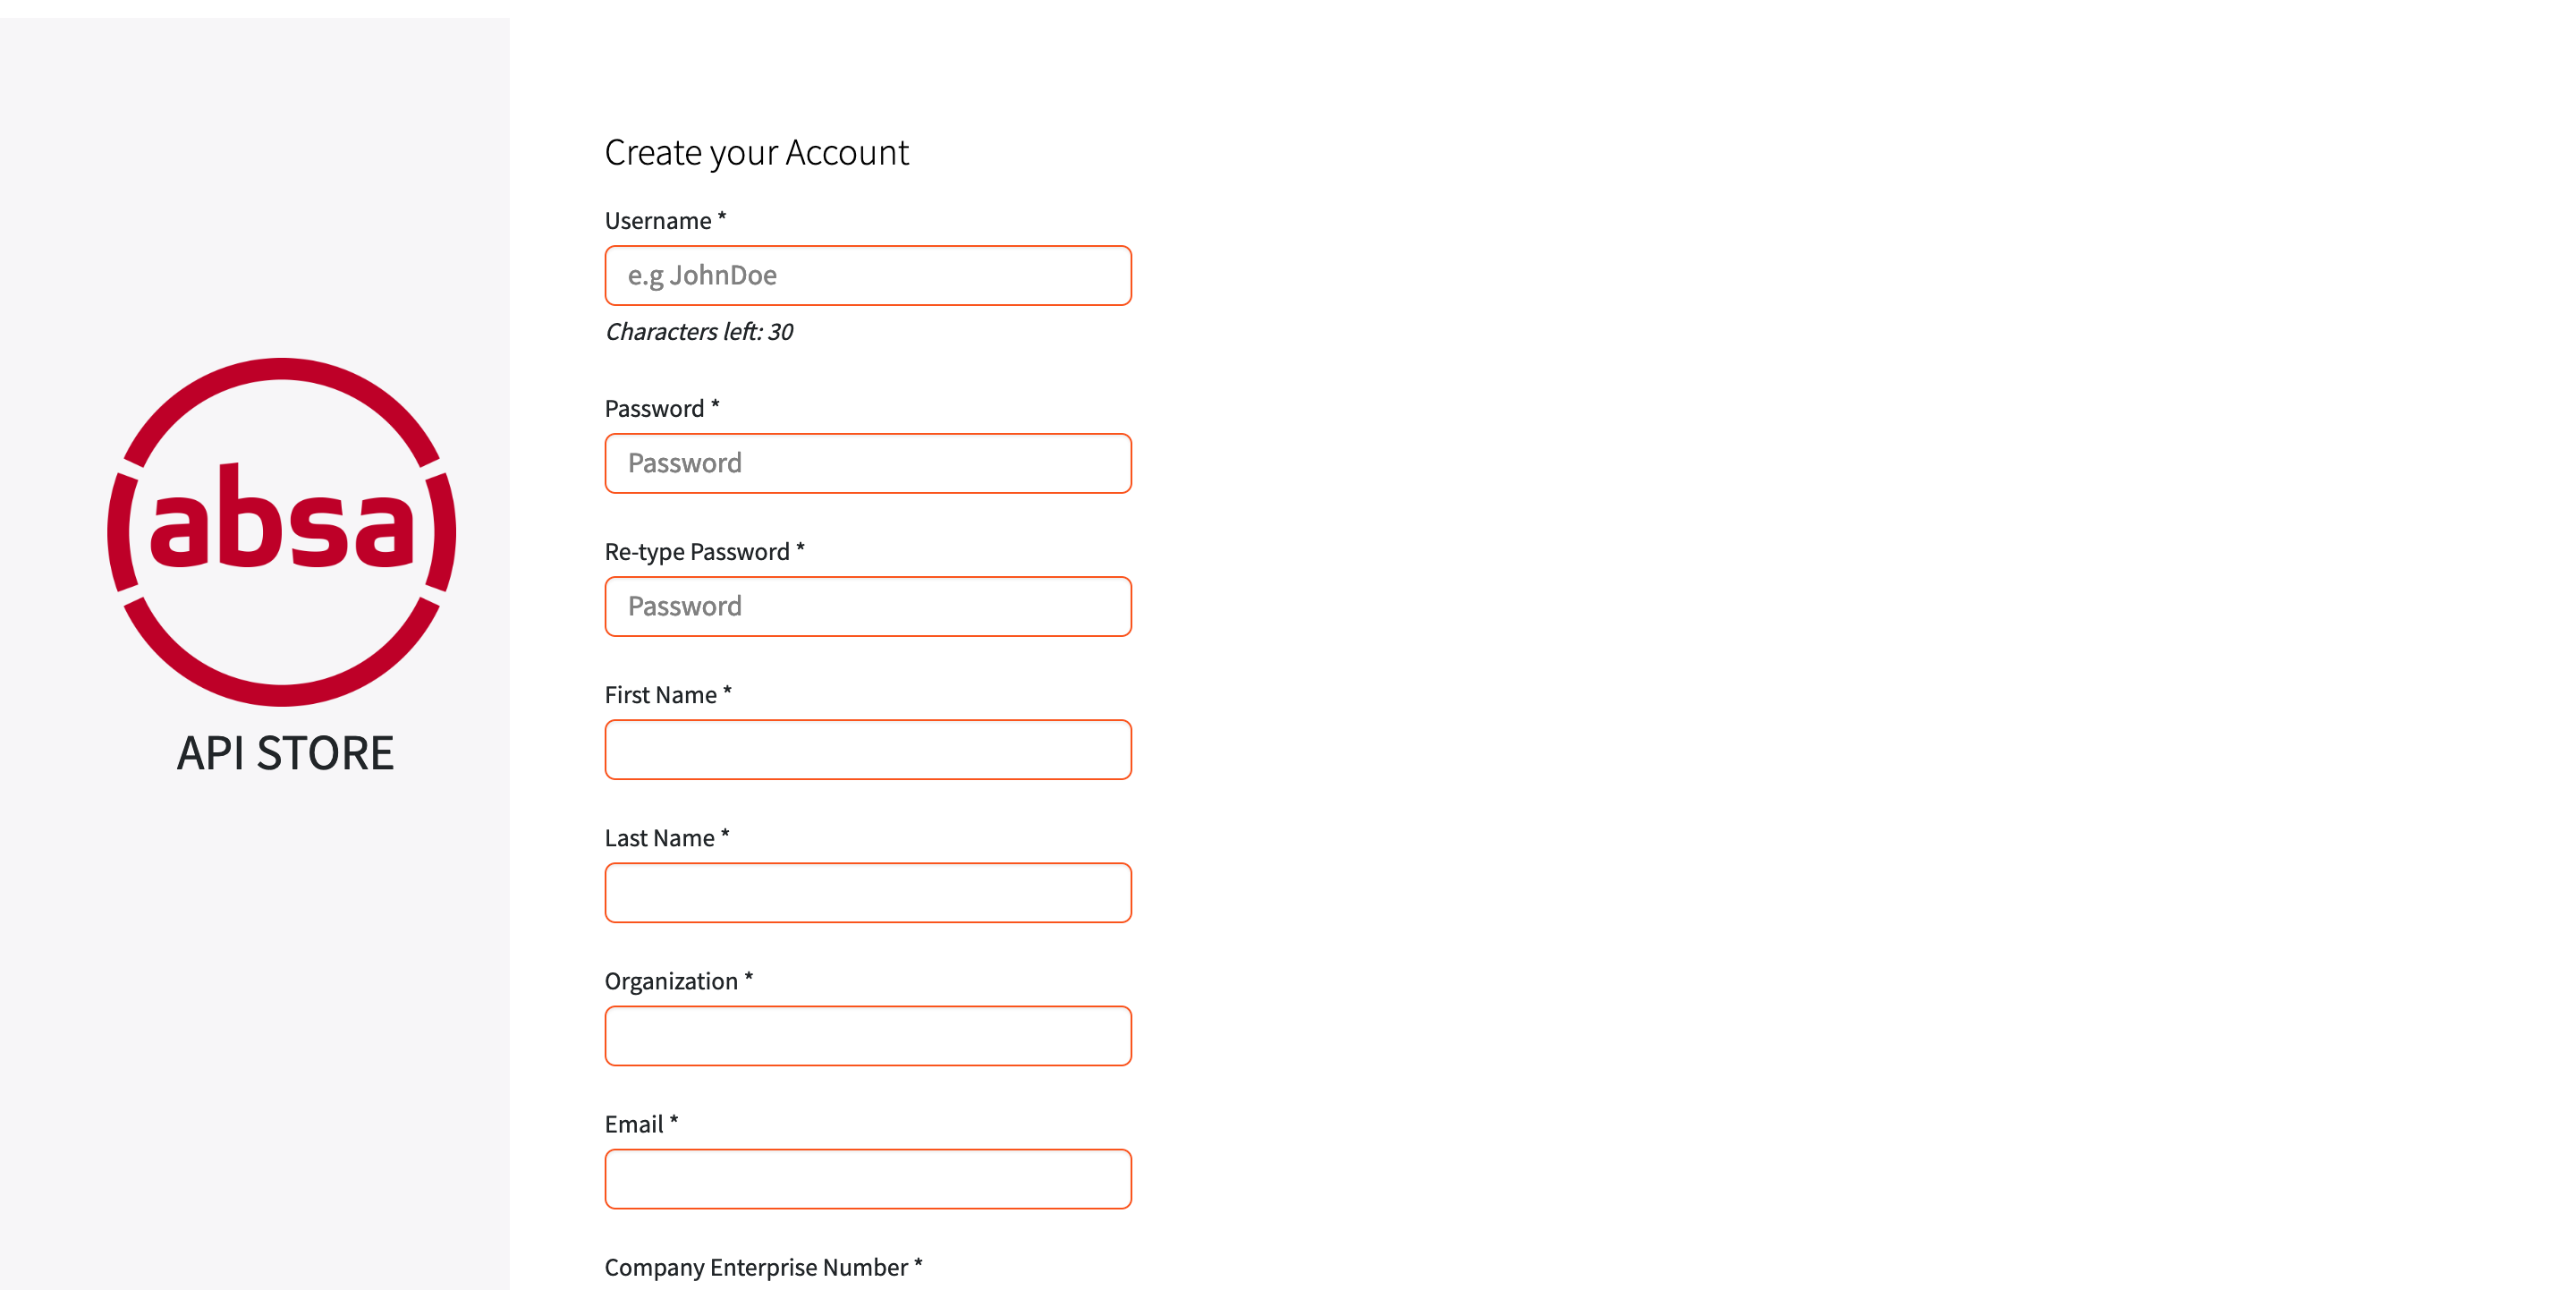 absa
API STORE
Create your Account
Username *
e.g JohnDoe
Characters left: 30
Password *
Password
Re-type Password *
Password
First Name *
Last Name *
Organization *
Email *
Company Enterprise Number *